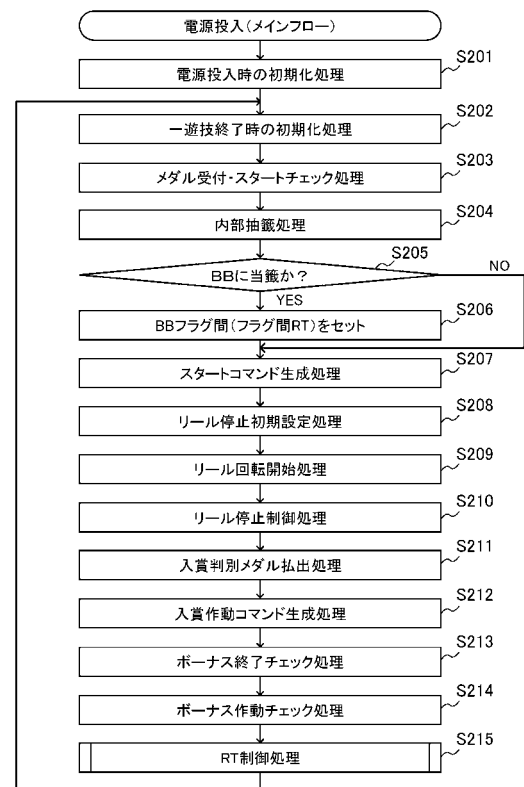 電源投入(メインフロー)
S201
電源投入時の初期化処理
S202
一遊技終了時の初期化処理
S203
メダル受付・スタートチェック処理
S204
内部抽籤処理
S205
BBに当籤か？
NO
YES
S206
BBフラグ間(フラグ間RT)をセット
S207
スタートコマンド生成処理
S208
リール停止初期設定処理
S209
リール回転開始処理
S210
リール停止制御処理
S211
入賞判別メダル払出処理
S212
入賞作動コマンド生成処理
S213
ボーナス終了チェック処理
S214
ボーナス作動チェック処理
S215
RT制御処理